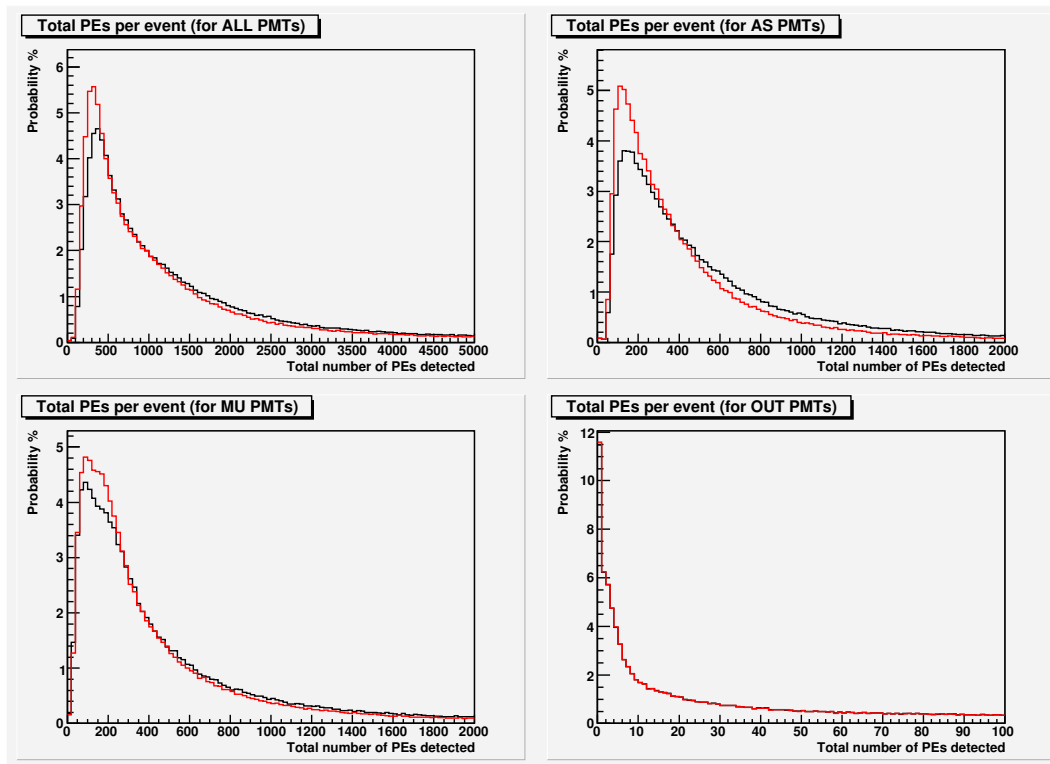 Total PEs per event (for ALL PMTs)
Probability %
6
5
4
3
2
1
0
0 500 1000 1500 2000 2500 3000 3500 4000 4500 5000
Total number of PEs detected
Total PEs per event (for AS PMTs)
Probability %
5
4
3
2
1
0
0 200 400 600 800 1000 1200 1400 1600 1800 2000
Total number of PEs detected
Total PEs per event (for MU PMTs)
Probability %
5
4
3
2
1
0
0 200 400 600 800 1000 1200 1400 1600 1800 2000
Total number of PEs detected
Total PEs per event (for OUT PMTs)
Probability %
12
10
8
6
4
2
0
0 10 20 30 40 50 60 70 80 90 100
Total number of PEs detected